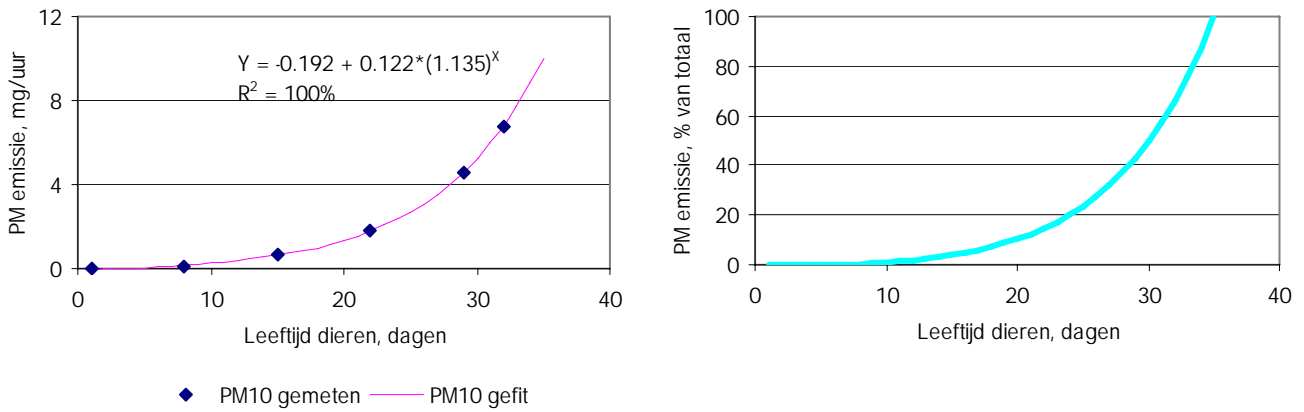 12
8
4
0
PM emissie, mg/uur
Y = -0.192 + 0.122*(1.135)^X
R² = 100%
0 10 20 30 40
Leeftijd dieren, dagen
PM10 gemeten PM10 gefit
100
80
60
40
20
0
PM emissie, % van totaal
0 10 20 30 40
Leeftijd dieren, dagen